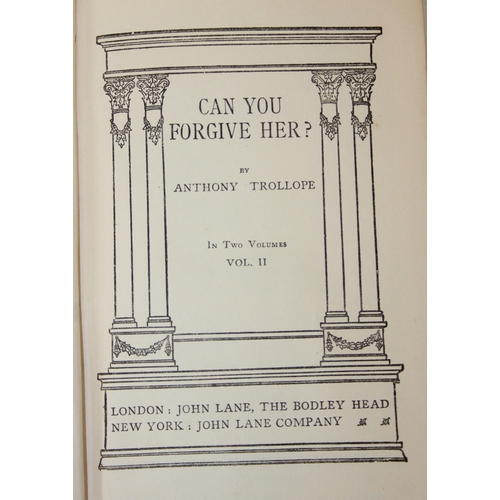 CAN YOU
FORGIVE HER?
BY
ANTHONY TROLLOPE
IN TWO VOLUMES
VOL. II
LONDON: JOHN LANE, THE BODLEY HEAD
NEW YORK: JOHN LANE COMPANY